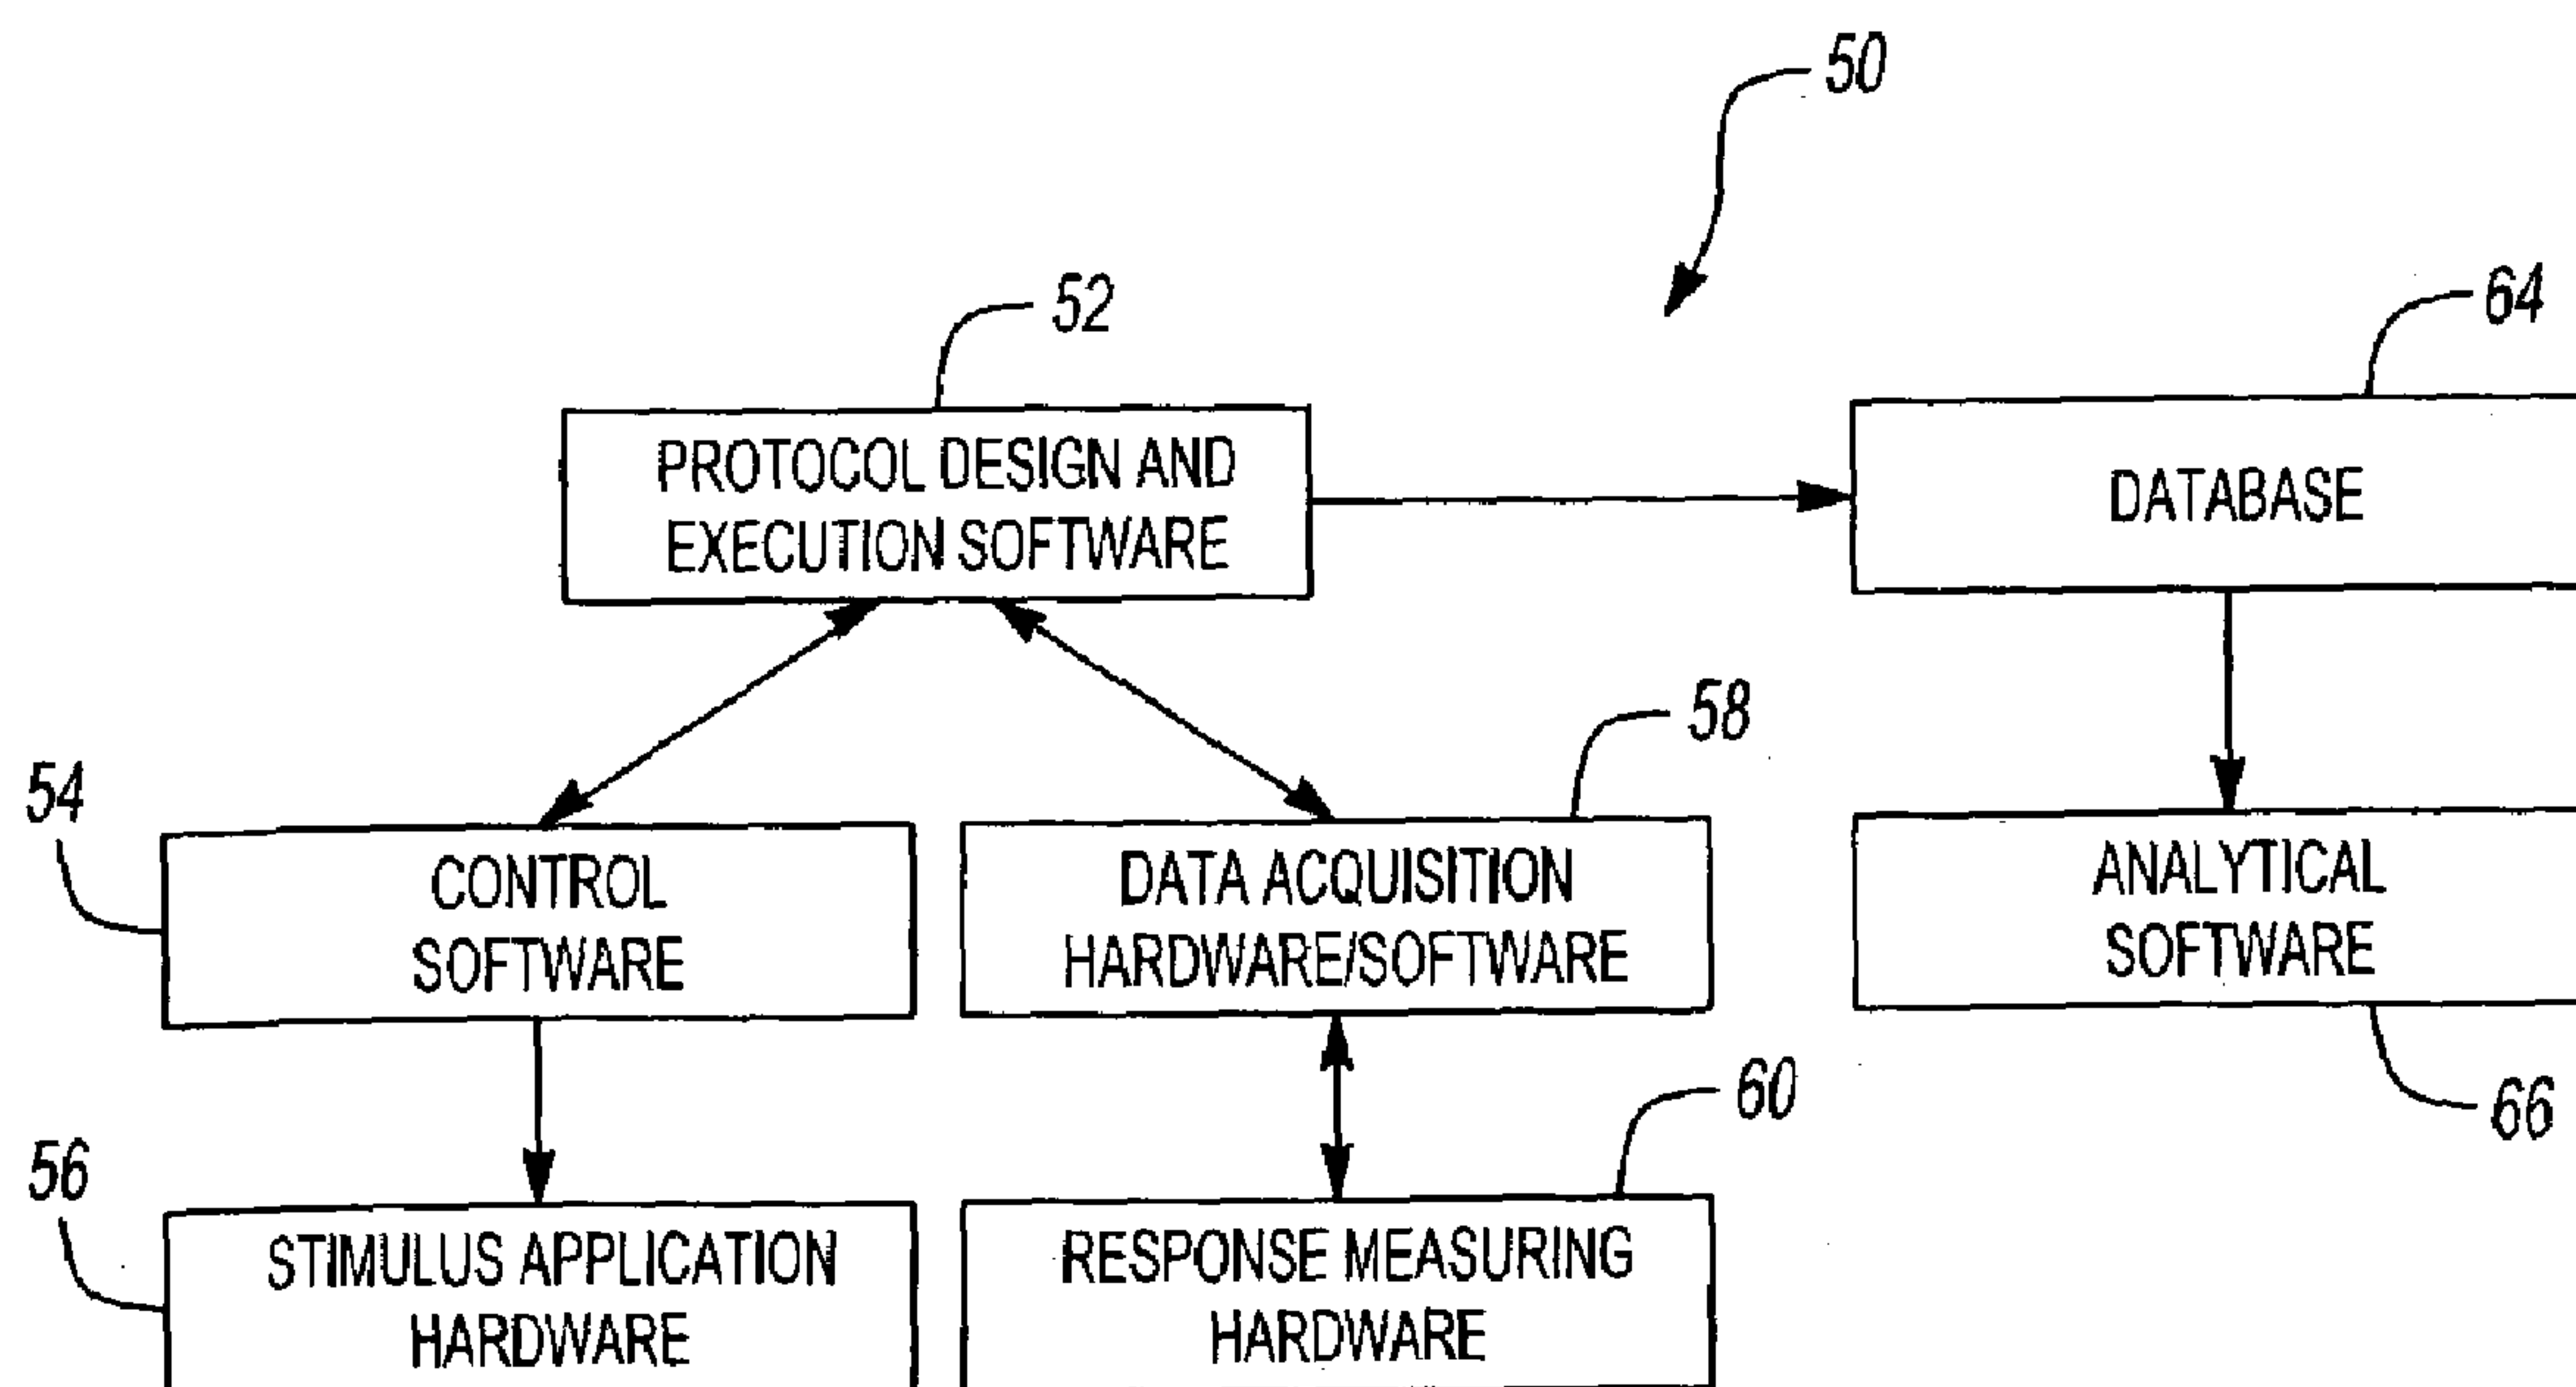 50
52
64
PROTOCOL DESIGN AND
EXECUTION SOFTWARE
DATABASE
58
54
CONTROL
SOFTWARE
DATA ACQUISITION
HARDWARE/SOFTWARE
ANALYTICAL
SOFTWARE
60
66
56
STIMULUS APPLICATION
HARDWARE
RESPONSE MEASURING
HARDWARE